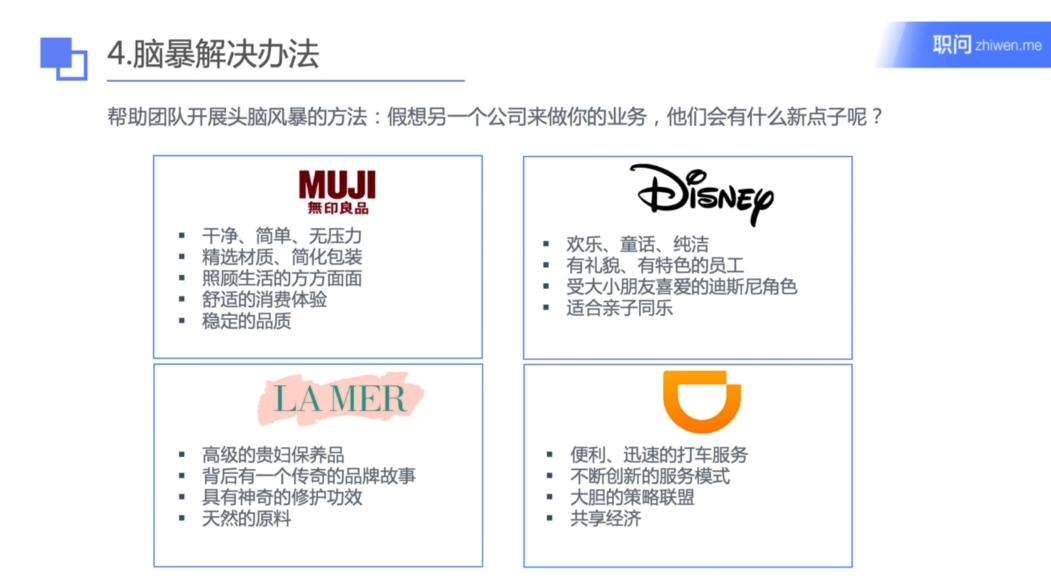 4.脑暴解决办法
职问 zhiwen.me
帮助团队开展头脑风暴的方法：假想另一个公司来做你的业务，他们会有什么新点子呢？
MUJI
無印良品
▪ 干净、简单、无压力
▪ 精选材质、简化包装
▪ 照顾生活的方方面面
▪ 舒适的消费体验
▪ 稳定的品质
Disney
▪ 欢乐、童话、纯洁
▪ 有礼貌、有特色的员工
▪ 受大小朋友喜爱的迪斯尼角色
▪ 适合亲子同乐
LA MER
▪ 高级的贵妇保养品
▪ 背后有一个传奇的品牌故事
▪ 具有神奇的修护功效
▪ 天然的原料
▪ 便利、迅速的打车服务
▪ 不断创新的服务模式
▪ 大胆的策略联盟
▪ 共享经济